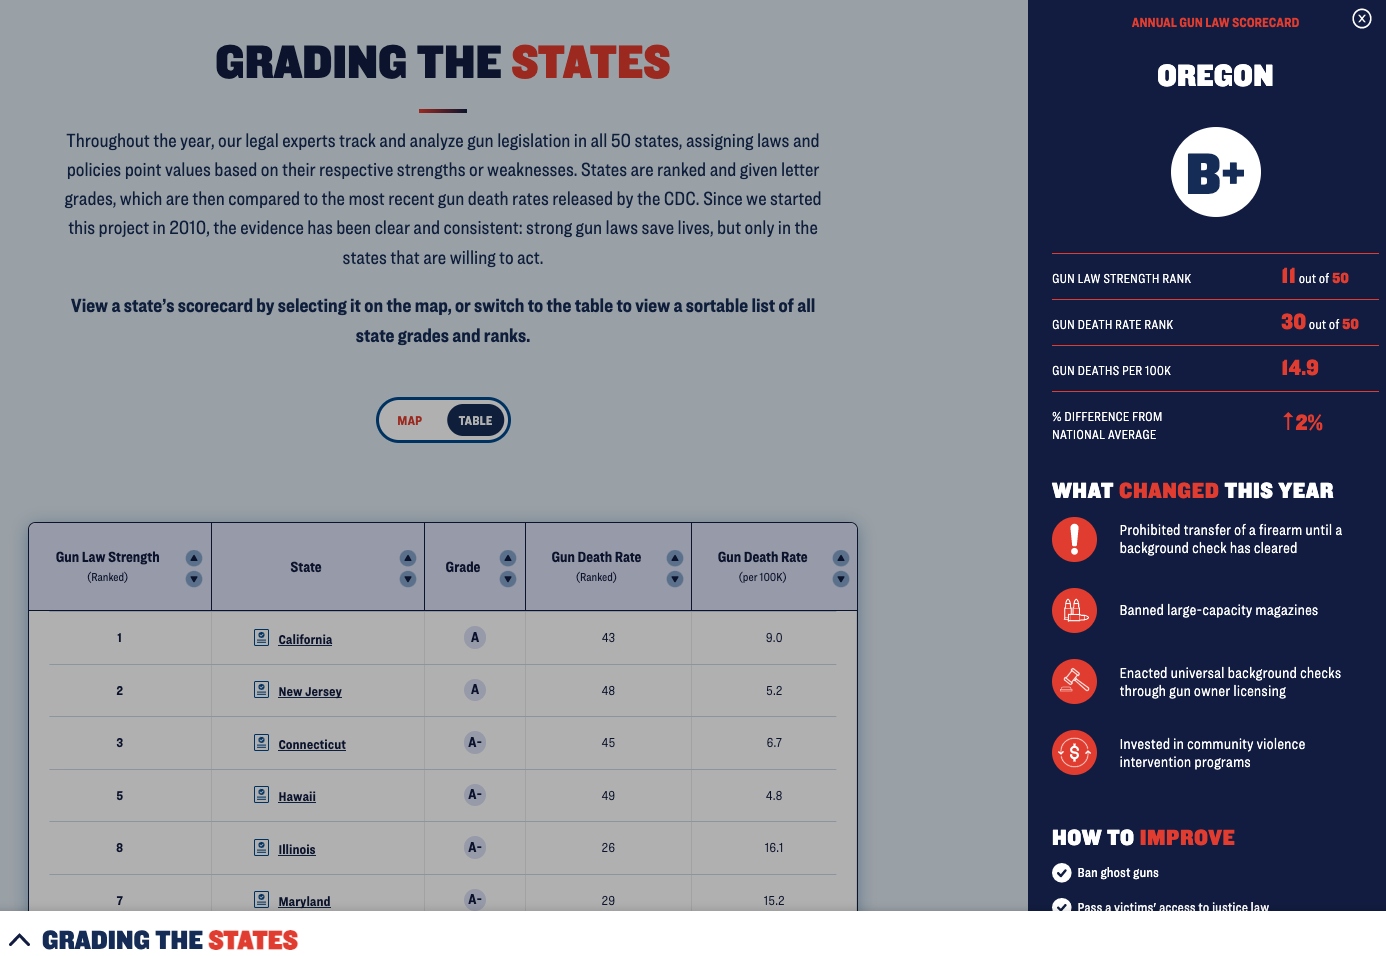 GRADING THE STATES
Throughout the year, our legal experts track and analyze gun legislation in all 50 states, assigning laws and
policies point values based on their respective strengths or weaknesses. States are ranked and given letter
grades, which are then compared to the most recent gun death rates released by the CDC. Since we started
this project in 2010, the evidence has been clear and consistent: strong gun laws save lives, but only in the
states that are willing to act.
View a state's scorecard by selecting it on the map, or switch to the table to view a sortable list of all
state grades and ranks.
MAP TABLE
Gun Law Strength (Ranked) State Grade Gun Death Rate (Ranked) Gun Death Rate (per 100K)
1 California A 43 9.0
2 New Jersey A 48 5.2
3 Connecticut A- 45 6.7
5 Hawaii A- 49 4.8
8 Illinois A- 26 16.1
7 Maryland A- 29 15.2
ANNUAL GUN LAW SCORECARD
OREGON
B+
GUN LAW STRENGTH RANK 11 out of 50
GUN DEATH RATE RANK 30 out of 50
GUN DEATHS PER 100K 14.9
% DIFFERENCE FROM
NATIONAL AVERAGE ↑2%
WHAT CHANGED THIS YEAR
Prohibited transfer of a firearm until a
background check has cleared
Banned large-capacity magazines
Enacted universal background checks
through gun owner licensing
Invested in community violence
intervention programs
HOW TO IMPROVE
Ban ghost guns
Pass a victims' access to justice law
GRADING THE STATES